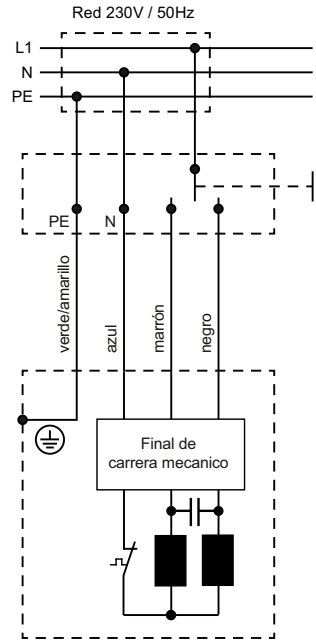 Red 230V / 50Hz
L1
N
PE
PE
N
verde/amarillo
azul
marrón
negro
Final de
carrera mecanico